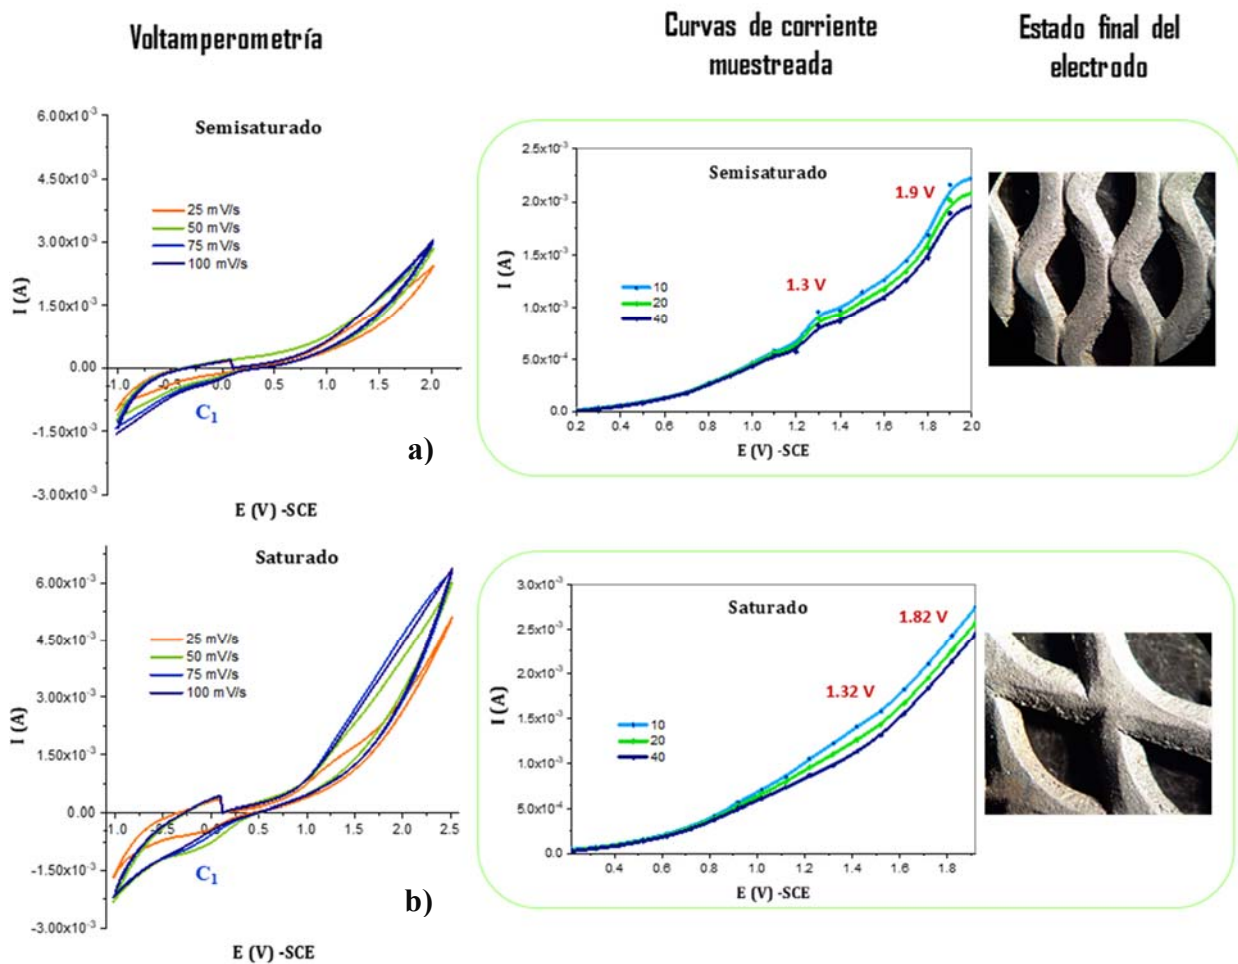 Voltamperometría
Curvas de corriente
muestreada
Estado final del
electrodo
6.00x10⁻³
4.50x10⁻³
3.00x10⁻³
1.50x10⁻³
0.00
-1.50x10⁻³
-3.00x10⁻³
I (A)
Semisaturado
25 mV/s
50 mV/s
75 mV/s
100 mV/s
-1.0 -0.5 0.0 0.5 1.0 1.5 2.0
C₁
a)
E (V) -SCE
2.5x10⁻³
2.0x10⁻³
1.5x10⁻³
1.0x10⁻³
5.0x10⁻⁴
0.0
I (A)
Semisaturado
1.9 V
1.3 V
10
20
40
0.2 0.4 0.6 0.8 1.0 1.2 1.4 1.6 1.8 2.0
E (V) -SCE
6.00x10⁻³
4.50x10⁻³
3.00x10⁻³
1.50x10⁻³
0.00
-1.50x10⁻³
-3.00x10⁻³
I (A)
Saturado
25 mV/s
50 mV/s
75 mV/s
100 mV/s
-1.0 -0.5 0.0 0.5 1.0 1.5 2.0 2.5
C₁
b)
E (V) -SCE
3.0x10⁻³
2.5x10⁻³
2.0x10⁻³
1.5x10⁻³
1.0x10⁻³
5.0x10⁻⁴
0.0
I (A)
Saturado
1.82 V
1.32 V
10
20
40
0.4 0.6 0.8 1.0 1.2 1.4 1.6 1.8
E (V) -SCE